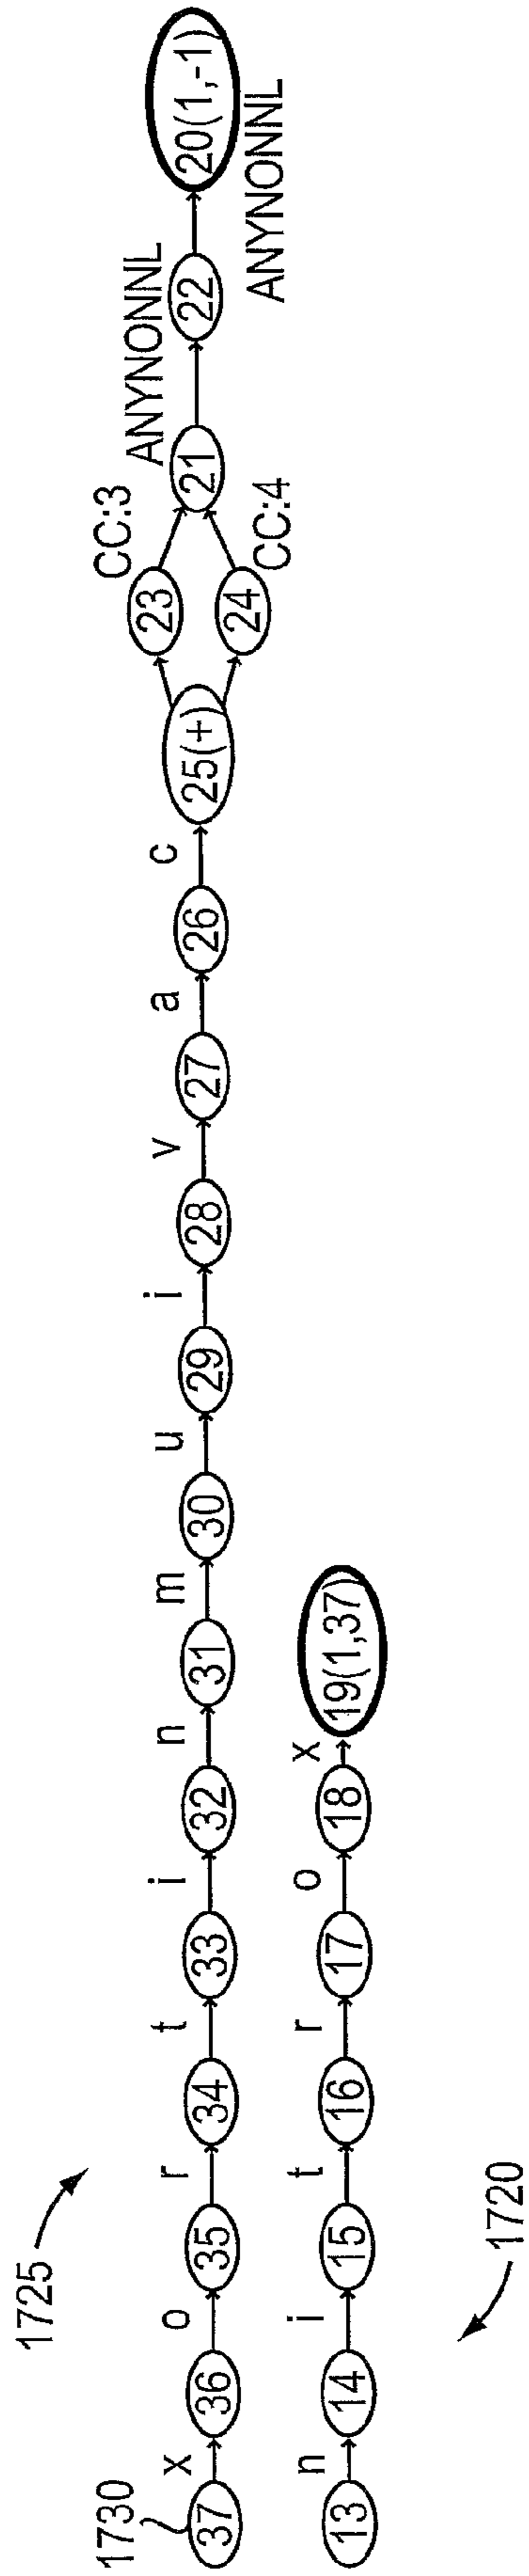 1725
1730
x o r t i n m u i v a c CC:3 ANYNONNL
37 36 35 34 33 32 31 30 29 28 27 26 25(+) 23 24 21 22 20(1,-1)
CC:4 ANYNONNL
n i t r o x
13 14 15 16 17 18 19(1,37)
1720